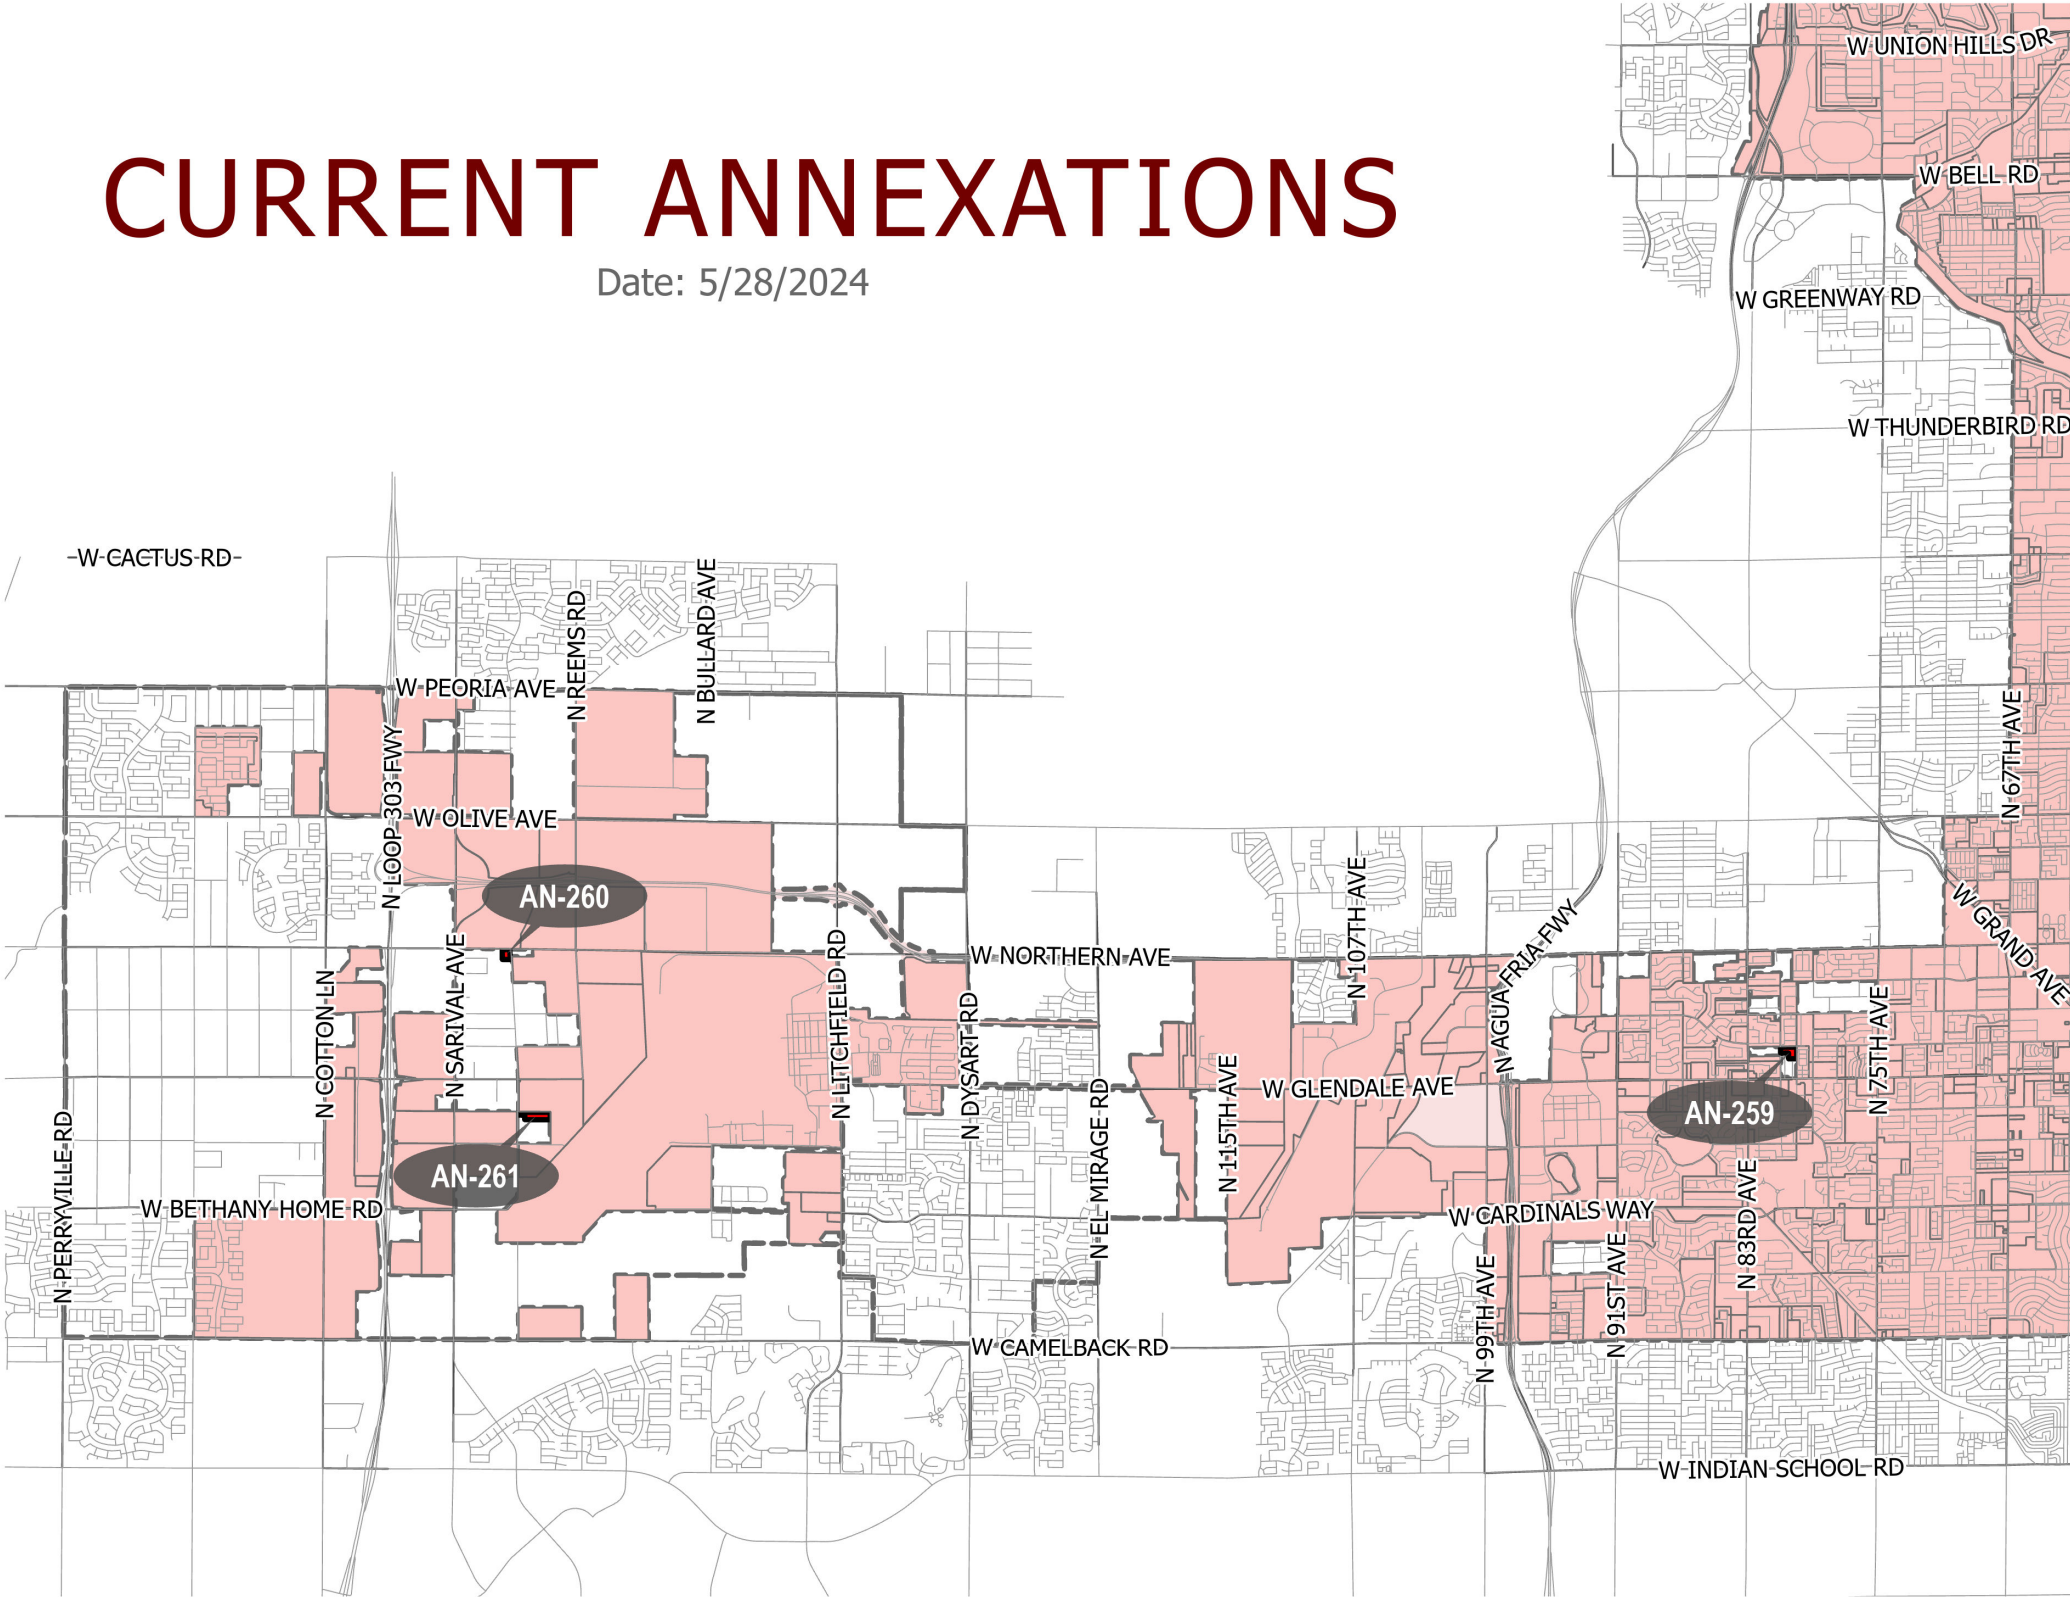 CURRENT ANNEXATIONS
Date: 5/28/2024
W UNION HILLS DR
W BELL RD
W GREENWAY RD
W THUNDERBIRD RD
W CACTUS RD
N REEMS RD
N BULLARD AVE
W PEORIA AVE
N LOOP 303 FWY
W OLIVE AVE
N 67TH AVE
AN-260
N 107TH AVE
W GRAND AVE
N AGUA FRIA FWY
W NORTHERN AVE
N SARIVAL AVE
N COTTON LN
N LITCHFIELD RD
N DYSART RD
N 75TH AVE
N 115TH AVE
W GLENDALE AVE
AN-259
N EL MIRAGE RD
N PERRYVILLE RD
AN-261
W BETHANY HOME RD
W CARDINALS WAY
N 83RD AVE
N 91ST AVE
N 99TH AVE
W CAMELBACK RD
W INDIAN SCHOOL RD